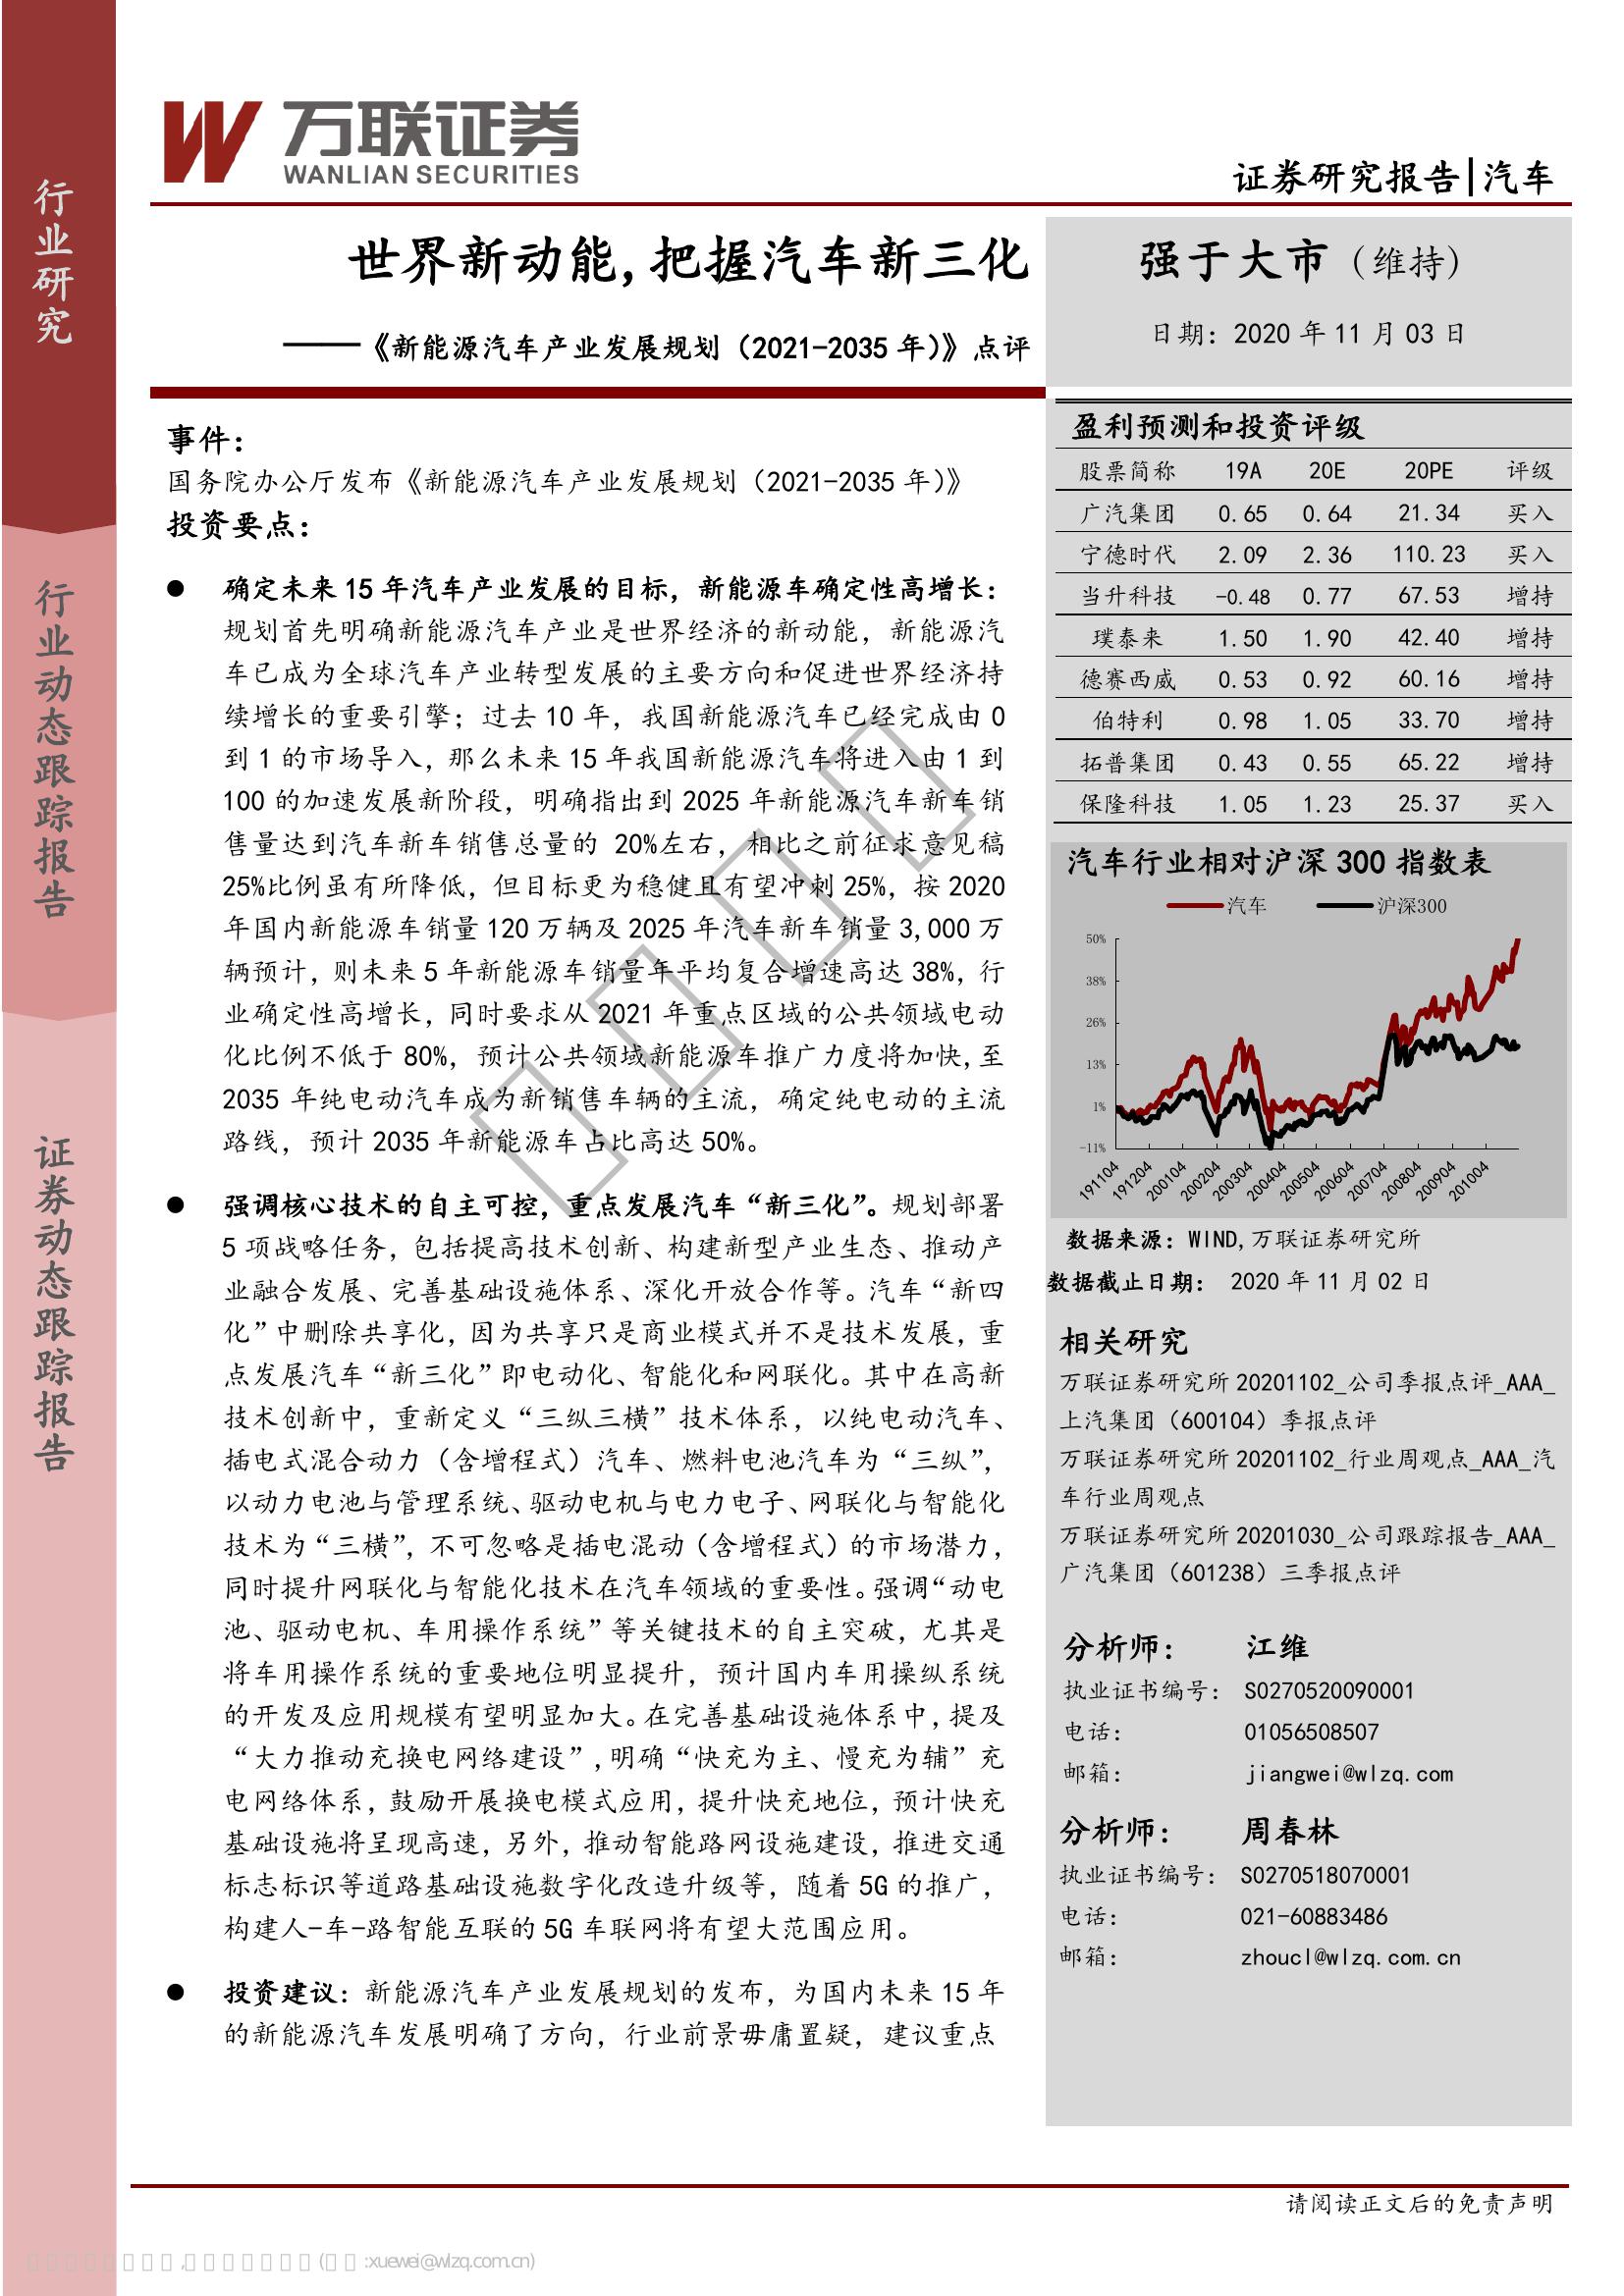 行业研究
行业动态跟踪报告
证券动态跟踪报告
万联证券
WANLIAN SECURITIES
证券研究报告|汽车
世界新动能,把握汽车新三化
——《新能源汽车产业发展规划（2021-2035 年）》点评
强于大市（维持）
日期：2020 年 11 月 03 日
事件：
国务院办公厅发布《新能源汽车产业发展规划（2021-2035 年）》
投资要点：
● 确定未来 15 年汽车产业发展的目标，新能源车确定性高增长：
规划首先明确新能源汽车产业是世界经济的新动能，新能源汽
车已成为全球汽车产业转型发展的主要方向和促进世界经济持
续增长的重要引擎；过去 10 年，我国新能源汽车已经完成由 0
到 1 的市场导入，那么未来 15 年我国新能源汽车将进入由 1 到
100 的加速发展新阶段，明确指出到 2025 年新能源汽车新车销
售量达到汽车新车销售总量的 20%左右，相比之前征求意见稿
25%比例虽有所降低，但目标更为稳健且有望冲刺 25%，按 2020
年国内新能源车销量 120 万辆及 2025 年汽车新车销量 3,000 万
辆预计，则未来 5 年新能源车销量年平均复合增速高达 38%，行
业确定性高增长，同时要求从 2021 年重点区域的公共领域电动
化比例不低于 80%，预计公共领域新能源车推广力度将加快,至
2035 年纯电动汽车成为新销售车辆的主流，确定纯电动的主流
路线，预计 2035 年新能源车占比高达 50%。
● 强调核心技术的自主可控，重点发展汽车“新三化”。规划部署
5 项战略任务，包括提高技术创新、构建新型产业生态、推动产
业融合发展、完善基础设施体系、深化开放合作等。汽车“新四
化”中删除共享化，因为共享只是商业模式并不是技术发展，重
点发展汽车“新三化”即电动化、智能化和网联化。其中在高新
技术创新中，重新定义“三纵三横”技术体系，以纯电动汽车、
插电式混合动力（含增程式）汽车、燃料电池汽车为“三纵”，
以动力电池与管理系统、驱动电机与电力电子、网联化与智能化
技术为“三横”，不可忽略是插电混动（含增程式）的市场潜力，
同时提升网联化与智能化技术在汽车领域的重要性。强调“动电
池、驱动电机、车用操作系统”等关键技术的自主突破，尤其是
将车用操作系统的重要地位明显提升，预计国内车用操纵系统
的开发及应用规模有望明显加大。在完善基础设施体系中，提及
“大力推动充换电网络建设”,明确“快充为主、慢充为辅”充
电网络体系，鼓励开展换电模式应用，提升快充地位，预计快充
基础设施将呈现高速，另外，推动智能路网设施建设，推进交通
标志标识等道路基础设施数字化改造升级等，随着 5G 的推广，
构建人-车-路智能互联的 5G 车联网将有望大范围应用。
● 投资建议：新能源汽车产业发展规划的发布，为国内未来 15 年
的新能源汽车发展明确了方向，行业前景毋庸置疑，建议重点
盈利预测和投资评级
股票简称 19A 20E 20PE 评级
广汽集团 0.65 0.64 21.34 买入
宁德时代 2.09 2.36 110.23 买入
当升科技 -0.48 0.77 67.53 增持
璞泰来 1.50 1.90 42.40 增持
德赛西威 0.53 0.92 60.16 增持
伯特利 0.98 1.05 33.70 增持
拓普集团 0.43 0.55 65.22 增持
保隆科技 1.05 1.23 25.37 买入
汽车行业相对沪深 300 指数表
汽车 沪深300
50%
38%
26%
13%
1%
-11%
191104 191204 200104 200204 200304 200404 200504 200604 200704 200804 200904 201004
数据来源：WIND,万联证券研究所
数据截止日期： 2020 年 11 月 02 日
相关研究
万联证券研究所 20201102_公司季报点评_AAA_
上汽集团（600104）季报点评
万联证券研究所 20201102_行业周观点_AAA_汽
车行业周观点
万联证券研究所 20201030_公司跟踪报告_AAA_
广汽集团（601238）三季报点评
分析师： 江维
执业证书编号： S0270520090001
电话： 01056508507
邮箱： jiangwei@wlzq.com
分析师： 周春林
执业证书编号： S0270518070001
电话： 021-60883486
邮箱： zhoucl@wlzq.com.cn
请阅读正文后的免责声明
:xuewei@wlzq.com.cn)